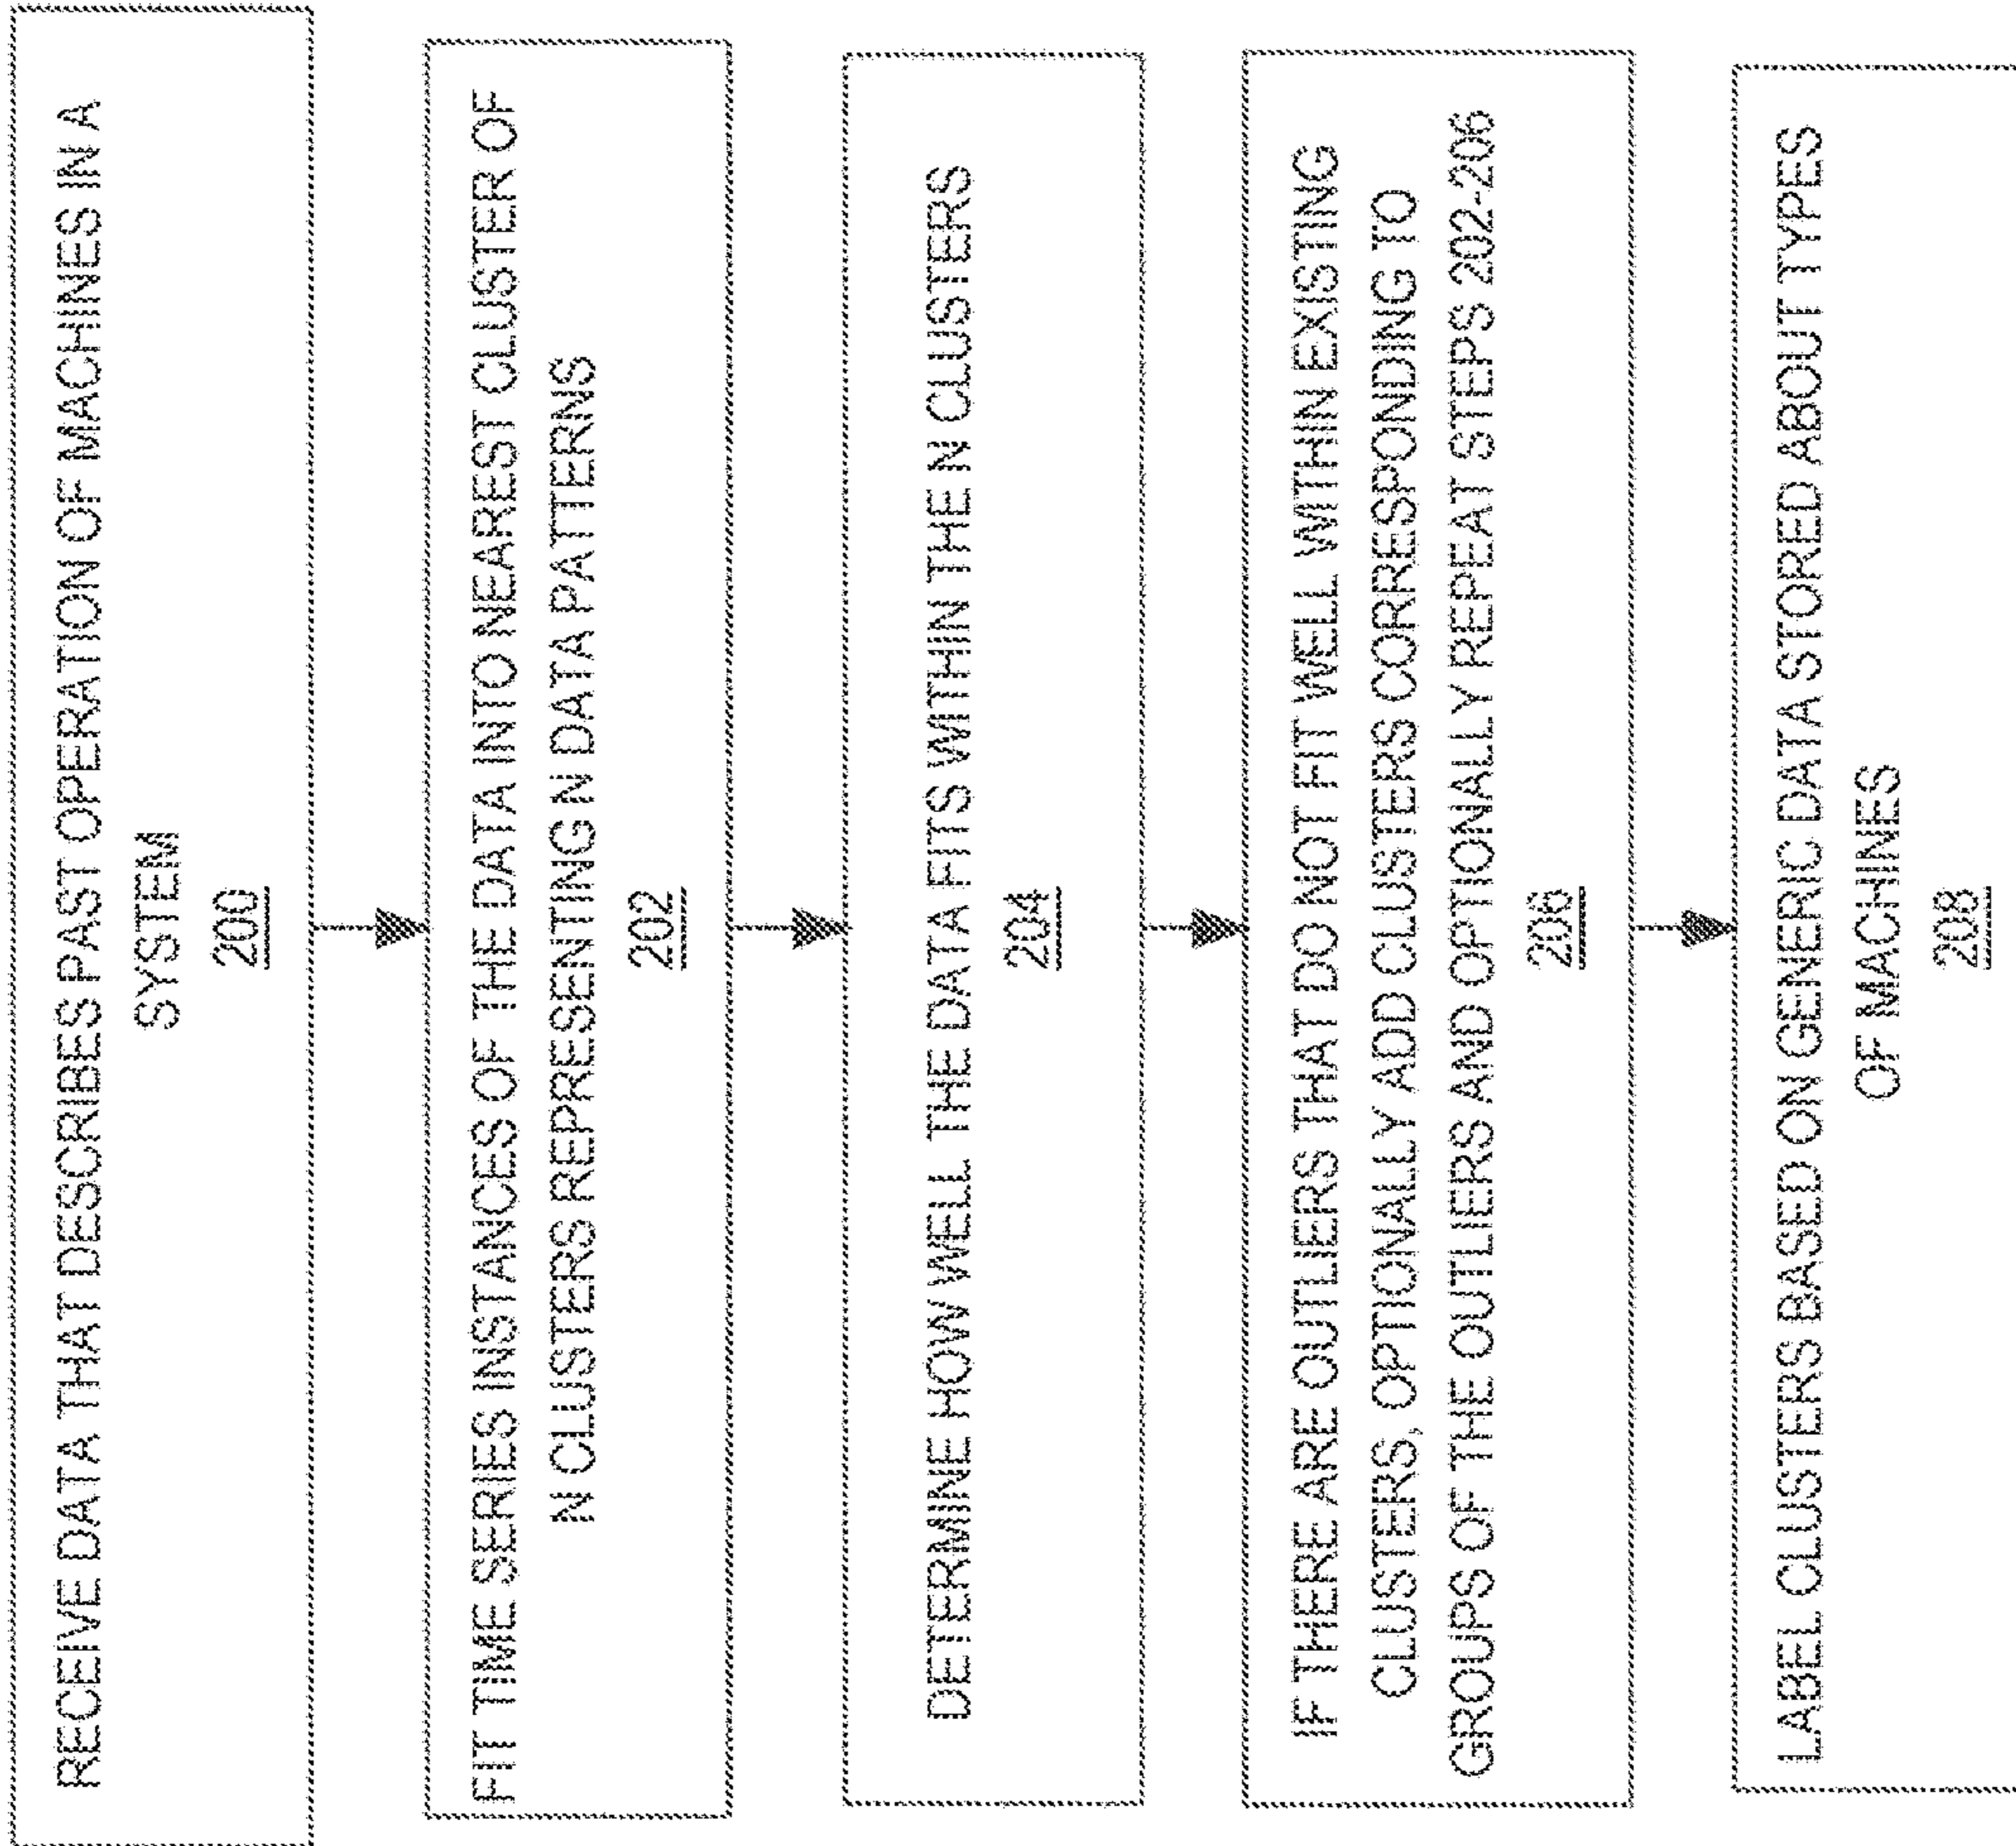 RECEIVE DATA THAT DESCRIBES PAST OPERATION OF MACHINES IN A
SYSTEM
200
FIT TIME SERIES INSTANCES OF THE DATA INTO NEAREST CLUSTER OF
N CLUSTERS REPRESENTING N DATA PATTERNS
202
DETERMINE HOW WELL THE DATA FITS WITHIN THE N CLUSTERS
204
IF THERE ARE OUTLIERS THAT DO NOT FIT WELL WITHIN EXISTING
CLUSTERS, OPTIONALLY ADD CLUSTERS CORRESPONDING TO
GROUPS OF THE OUTLIERS AND OPTIONALLY REPEAT STEPS 202-206
206
LABEL CLUSTERS BASED ON GENERIC DATA STORED ABOUT TYPES
OF MACHINES
208